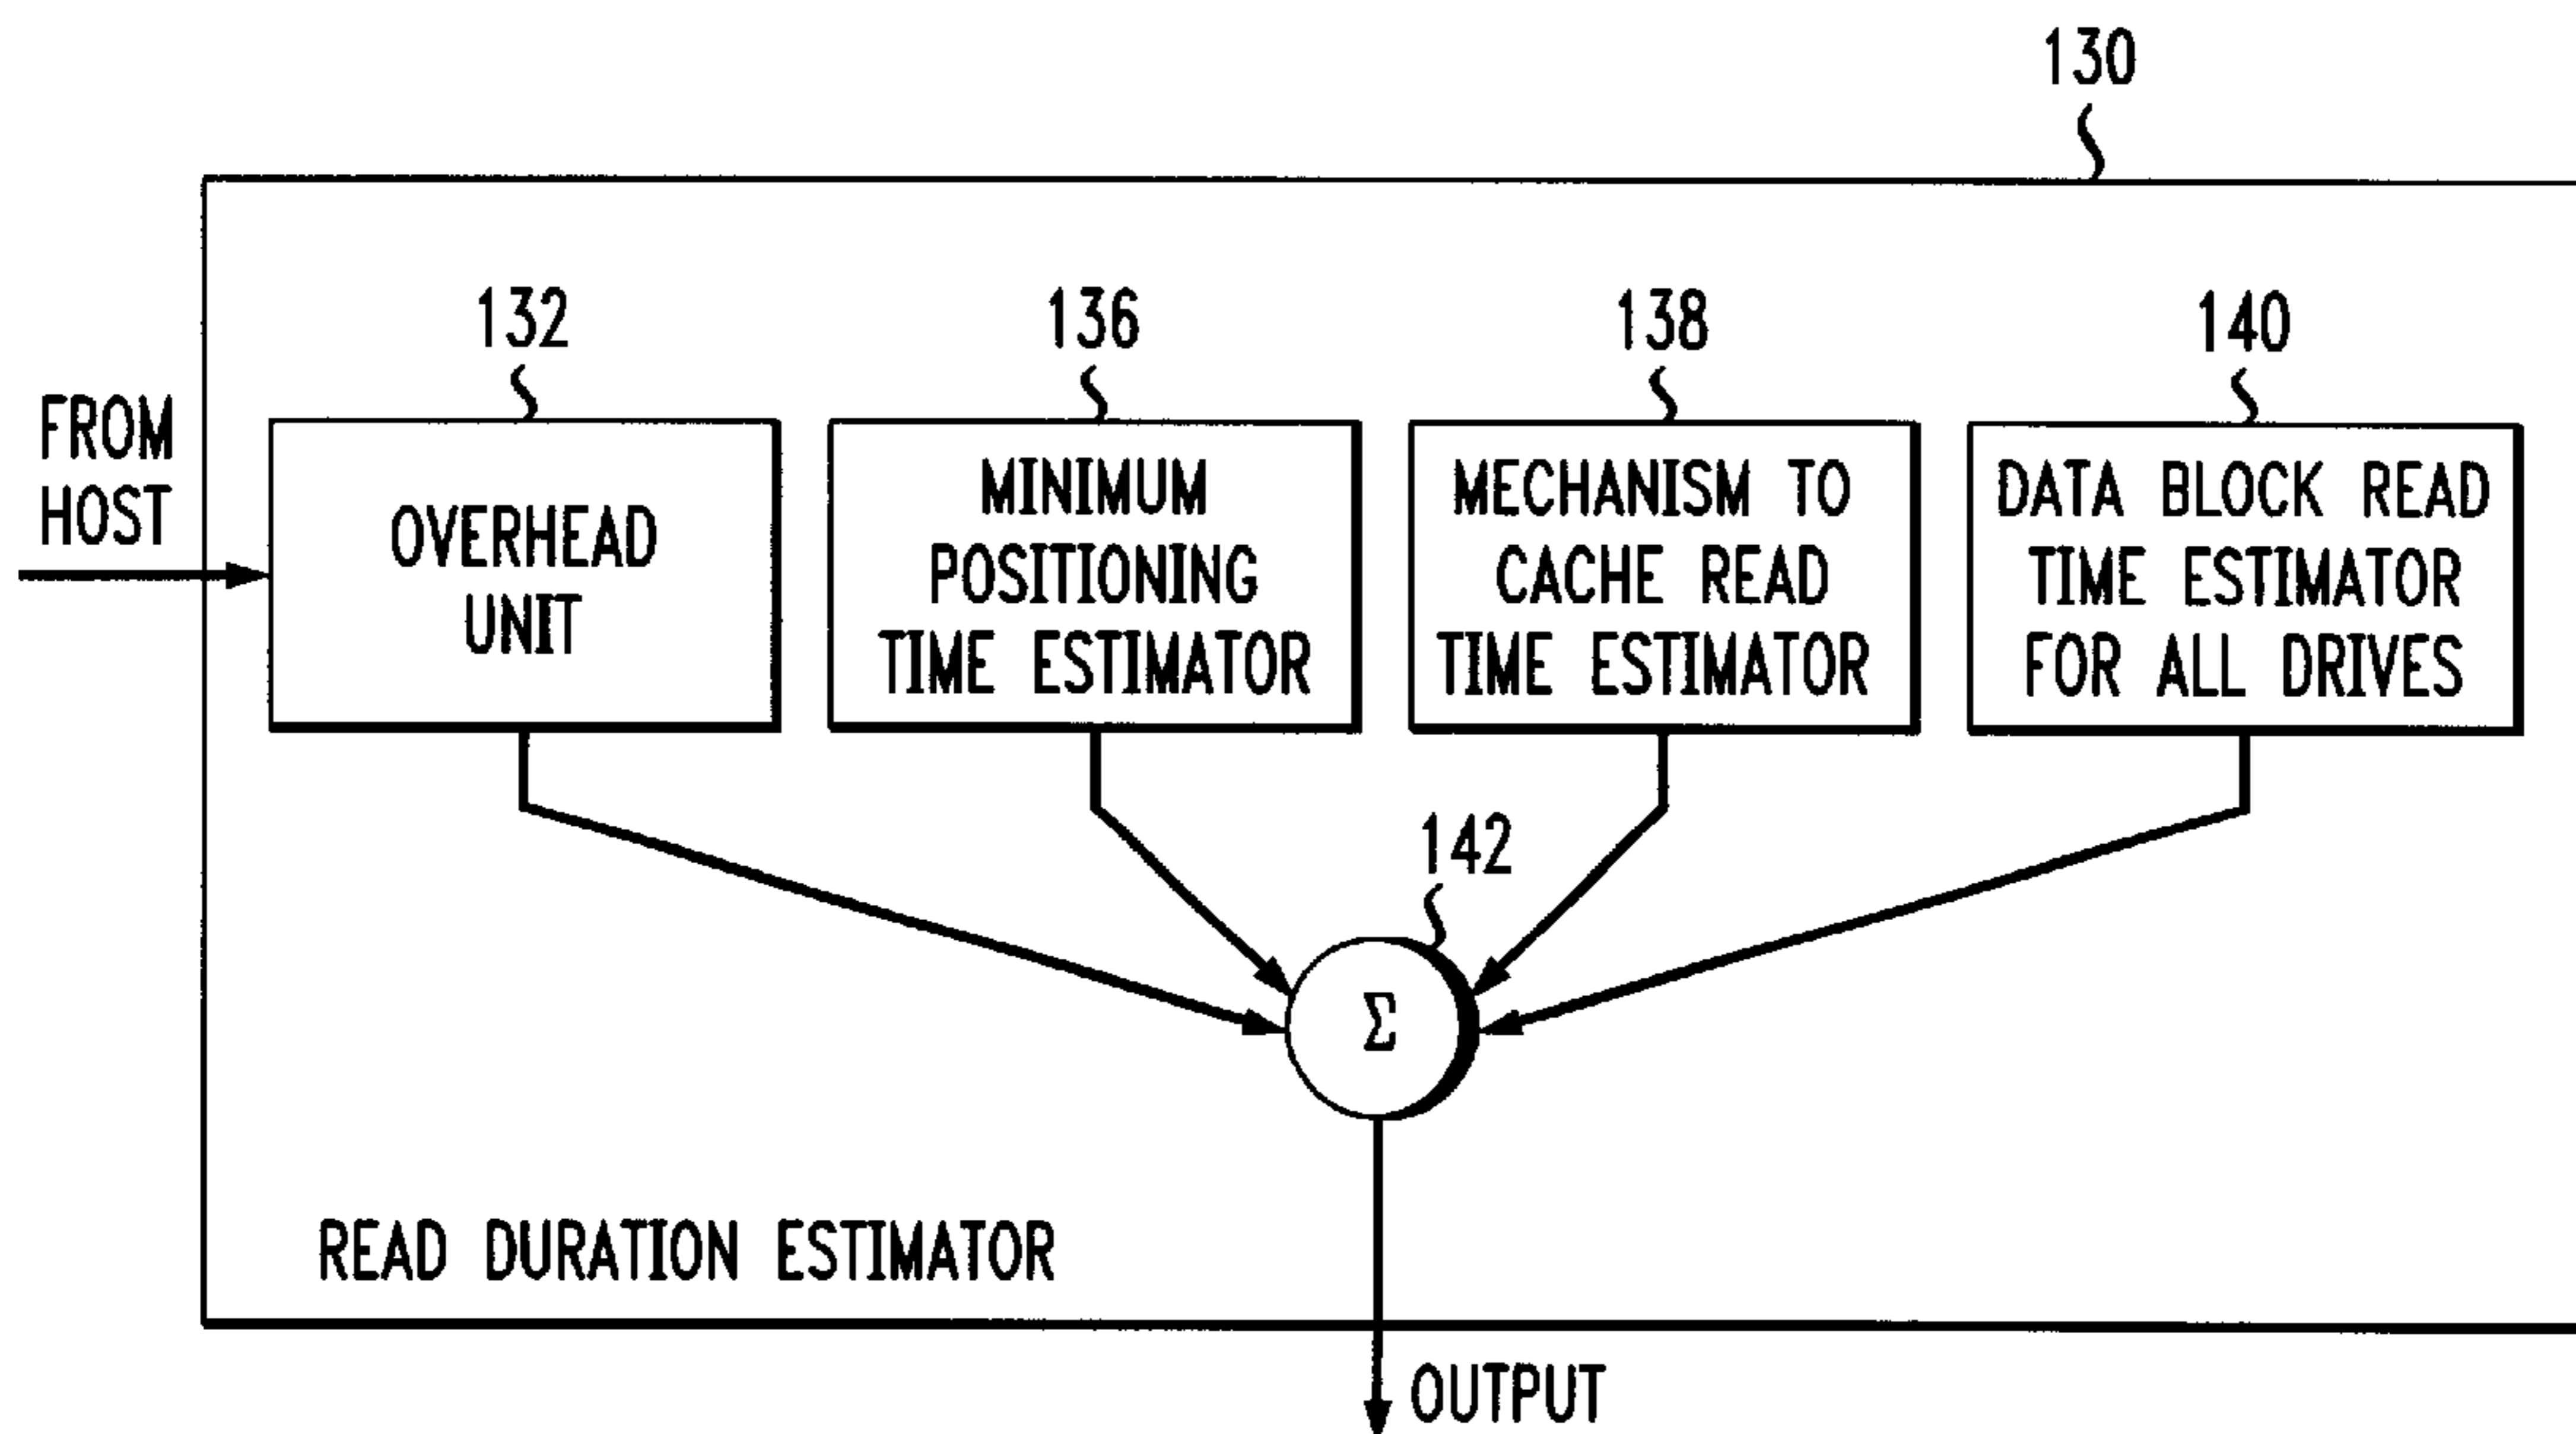 130
132
136
138
140
FROM
HOST
OVERHEAD
UNIT
MINIMUM
POSITIONING
TIME ESTIMATOR
MECHANISM TO
CACHE READ
TIME ESTIMATOR
DATA BLOCK READ
TIME ESTIMATOR
FOR ALL DRIVES
142
Σ
READ DURATION ESTIMATOR
OUTPUT